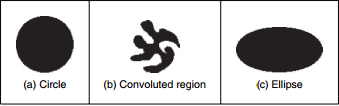 (a) Circle
(b) Convoluted region
(c) Ellipse